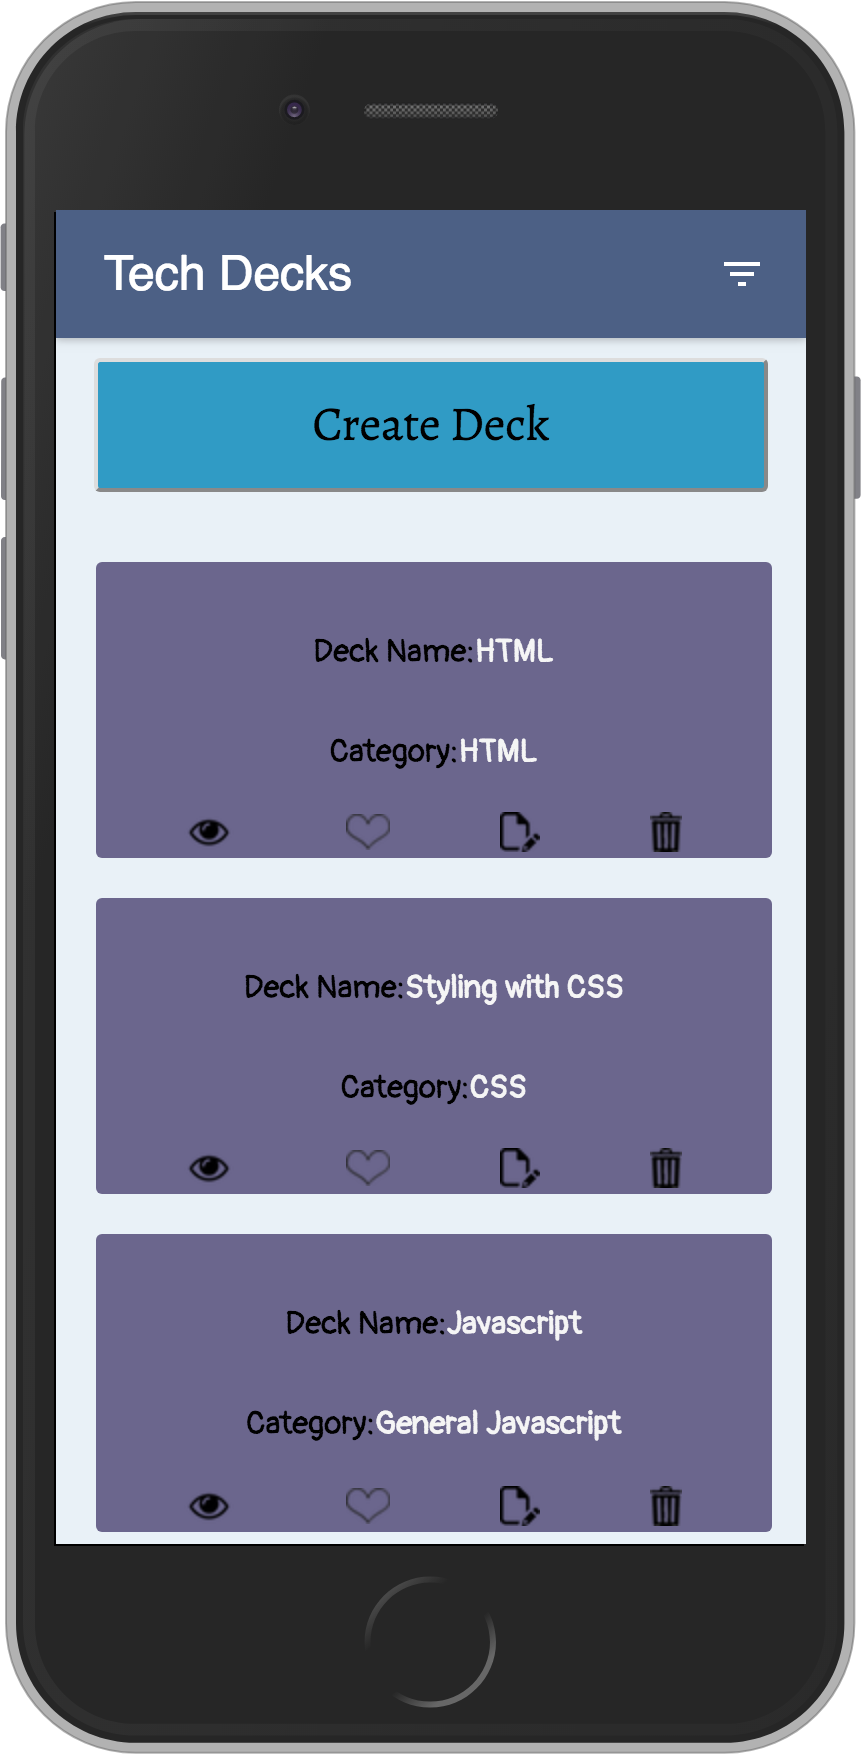 Tech Decks
Create Deck
Deck Name:HTML
Category:HTML
Deck Name:Styling with CSS
Category:CSS
Deck Name:Javascript
Category:General Javascript